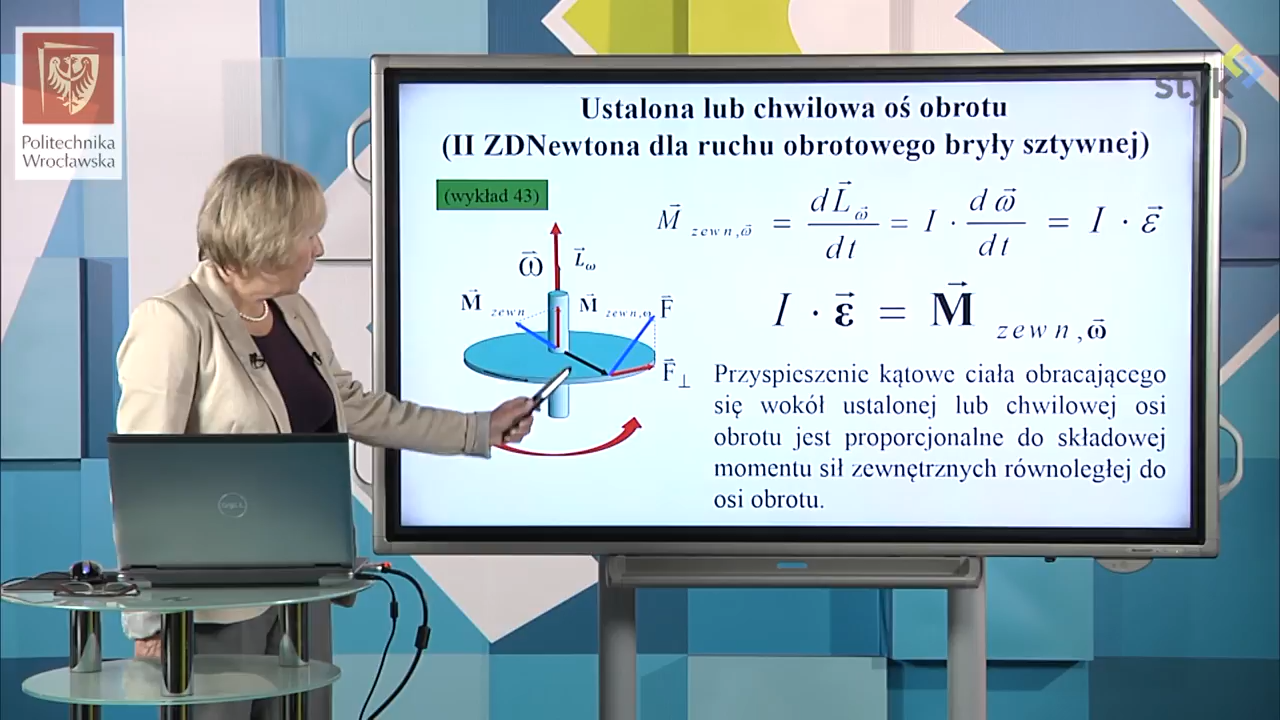 Politechnika
Wrocławska
styk
Ustalona lub chwilowa oś obrotu
(II ZDNewtona dla ruchu obrotowego bryły sztywnej)
(wykład 43)
M⃗ zewn,ω⃗ = dL⃗ ω⃗ / dt = I · d ω⃗ / dt = I · ε⃗
ω⃗ L⃗ω
M⃗ zewn M⃗ zewn,ω F⃗
F⃗⊥
I · ε⃗ = M⃗ zewn,ω⃗
Przyspieszenie kątowe ciała obracającego
się wokół ustalonej lub chwilowej osi
obrotu jest proporcjonalne do składowej
momentu sił zewnętrznych równoległej do
osi obrotu.
DELL